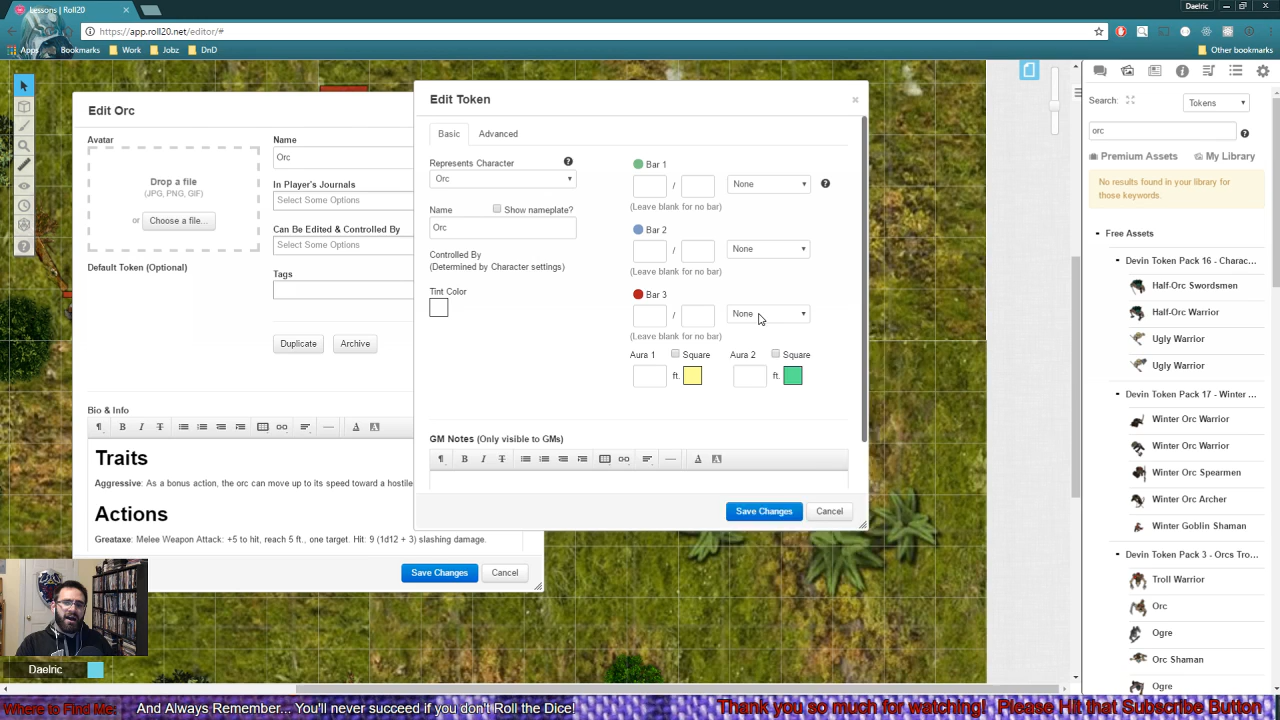 Lessons | Roll20
Daelric
https://app.roll20.net/editor/#
Apps
Bookmarks
Work
Jobz
DnD
Other bookmarks
Edit Orc
Avatar
Drop a file
(JPG, PNG, GIF)
or
Choose a file...
Default Token (Optional)
Name
Orc
In Player's Journals
Select Some Options
Can Be Edited & Controlled By
Select Some Options
Tags
Duplicate
Archive
Bio & Info
Traits
Aggressive: As a bonus action, the orc can move up to its speed toward a hostile
Actions
Greataxe: Melee Weapon Attack: +5 to hit, reach 5 ft., one target. Hit: 9 (1d12 + 3) slashing damage.
Save Changes
Cancel
Edit Token
Basic
Advanced
Represents Character
Orc
Name
Show nameplate?
Orc
Controlled By
(Determined by Character settings)
Tint Color
Bar 1
/
None
(Leave blank for no bar)
Bar 2
/
None
(Leave blank for no bar)
Bar 3
/
None
(Leave blank for no bar)
Aura 1
Square
Aura 2
Square
ft.
ft.
GM Notes (Only visible to GMs)
Save Changes
Cancel
Search:
Tokens
orc
Premium Assets
My Library
No results found in your library for
those keywords.
Free Assets
Devin Token Pack 16 - Charac...
Half-Orc Swordsmen
Half-Orc Warrior
Ugly Warrior
Ugly Warrior
Devin Token Pack 17 - Winter ...
Winter Orc Warrior
Winter Orc Warrior
Winter Orc Spearmen
Winter Orc Archer
Winter Goblin Shaman
Devin Token Pack 3 - Orcs Tro...
Troll Warrior
Orc
Ogre
Orc Shaman
Ogre
Daelric
Where to Find Me:
And Always Remember... You'll never succeed if you don't Roll the Dice!
Thank you so much for watching! Please Hit that Subscribe Button